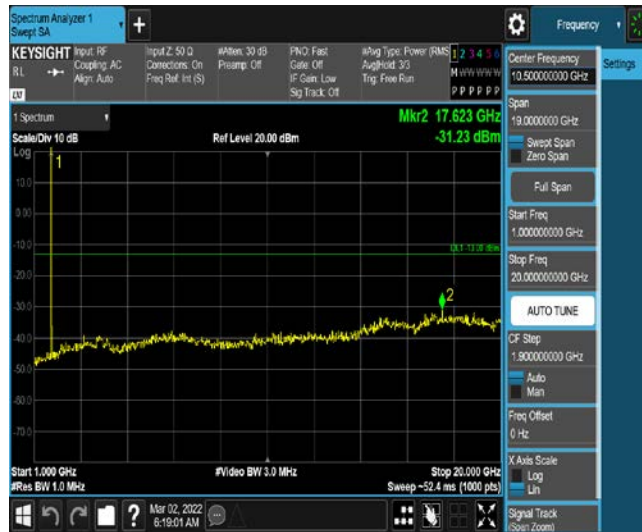 Spectrum Analyzer 1
Swept SA
+
Frequency
KEYSIGHT
RL
LXI
Input: RF
Coupling: AC
Align: Auto
Input Z: 50 Ω
Corrections: On
Freq Ref: Int (S)
#Atten: 30 dB
Preamp: Off
PNO: Fast
Gate: Off
IF Gain: Low
Sig Track: Off
#Avg Type: Power (RMS
Avg|Hold: 3/3
Trig: Free Run
1 2 3 4 5 6
M W W W W W
P P P P P P
1 Spectrum
Scale/Div 10 dB
Ref Level 20.00 dBm
Mkr2 17.623 GHz
-31.23 dBm
Log
1
10.0
0.00
-10.0
DL1 -13.00 dBm
-20.0
-30.0
2
-40.0
-50.0
-60.0
-70.0
Start 1.000 GHz
#Res BW 1.0 MHz
#Video BW 3.0 MHz
Stop 20.000 GHz
Sweep ~52.4 ms (1000 pts)
Mar 02, 2022
6:19:01 AM
Center Frequency
10.500000000 GHz
Settings
Span
19.0000000 GHz
Swept Span
Zero Span
Full Span
Start Freq
1.000000000 GHz
Stop Freq
20.000000000 GHz
AUTO TUNE
CF Step
1.900000000 GHz
Auto
Man
Freq Offset
0 Hz
X Axis Scale
Log
Lin
Signal Track
(Span Zoom)